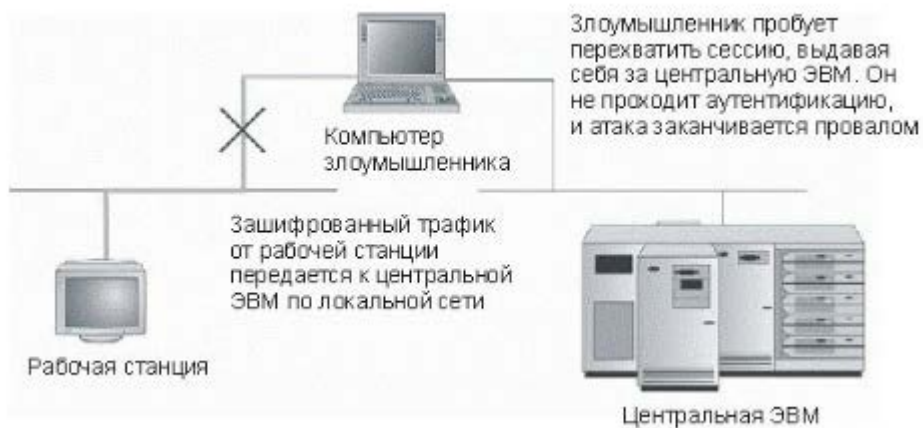 Злоумышленник пробует
перехватить сессию, выдавая
себя за центральную ЭВМ. Он
не проходит аутентификацию,
и атака заканчивается провалом
Компьютер
злоумышленника
Зашифрованный трафик
от рабочей станции
передается к центральной
ЭВМ по локальной сети
Рабочая станция
Центральная ЭВМ